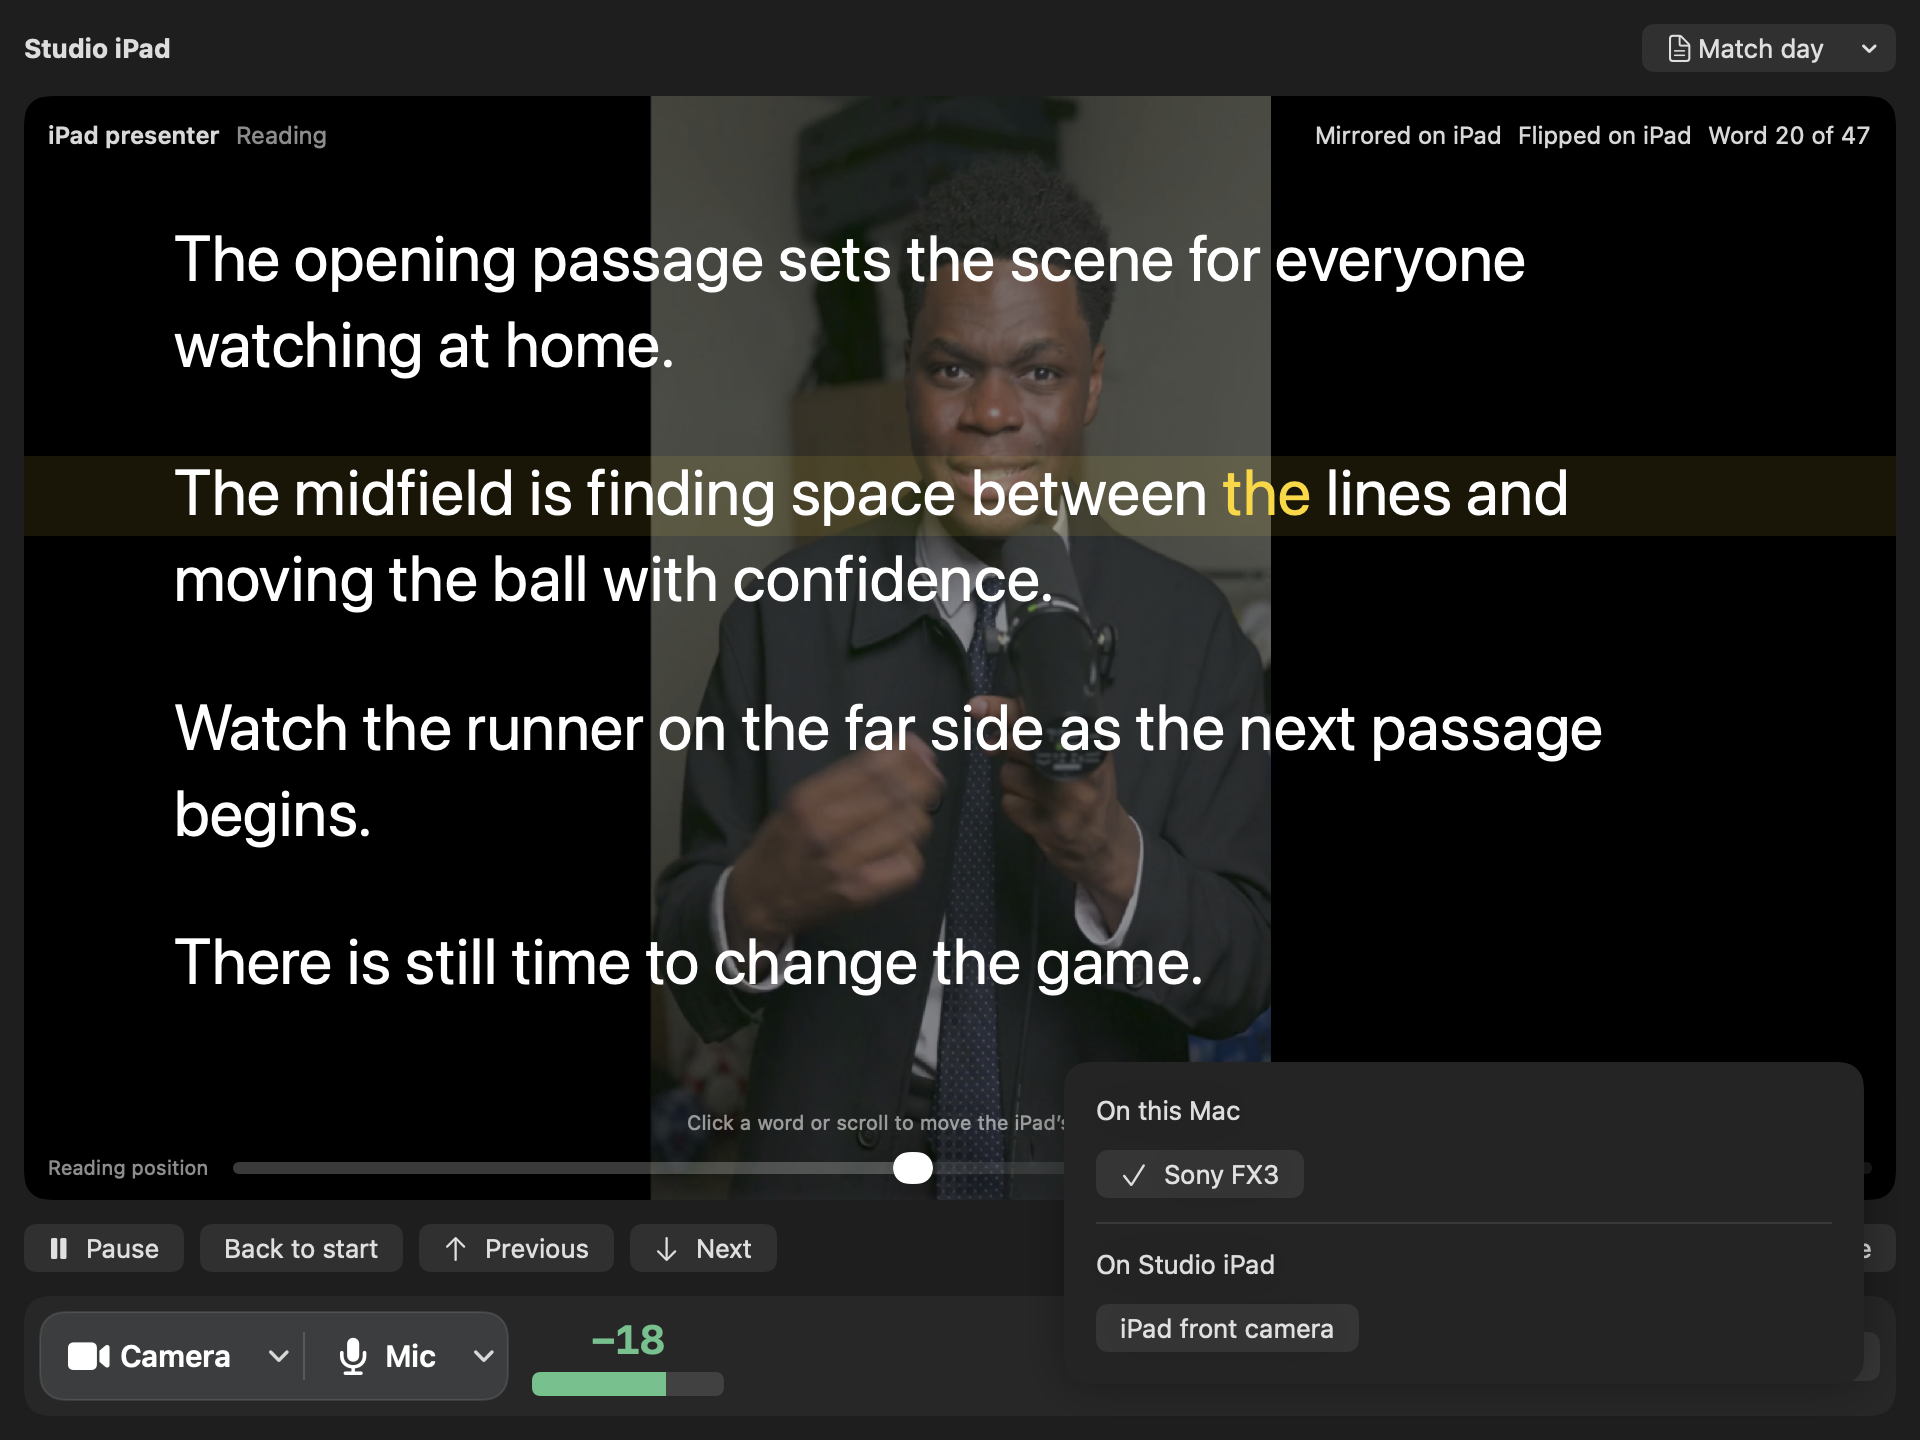 Studio iPad
Match day
iPad presenter Reading
Mirrored on iPad Flipped on iPad Word 20 of 47
The opening passage sets the scene for everyone
watching at home.
The midfield is finding space between the lines and
moving the ball with confidence.
Watch the runner on the far side as the next passage
begins.
There is still time to change the game.
Click a word or scroll to move the iPad's
Reading position
On this Mac
✓ Sony FX3
On Studio iPad
iPad front camera
Pause
Back to start
Previous
Next
Camera
Mic
–18